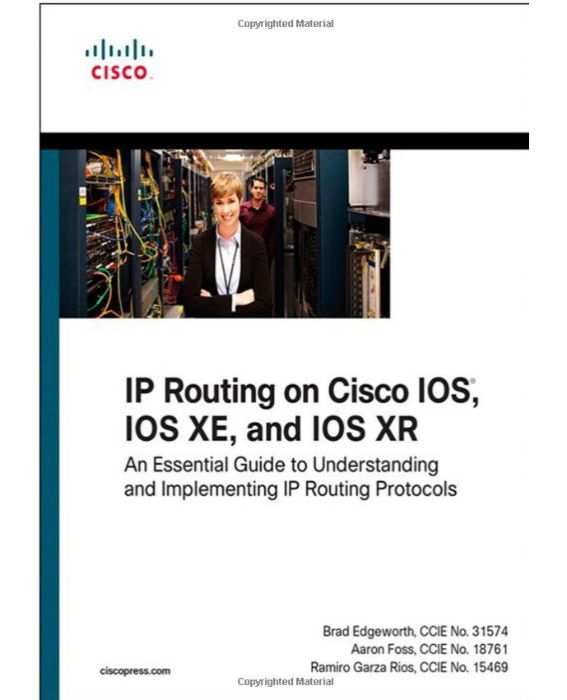 Copyrighted Material
CISCO
IP Routing on Cisco IOS®,
IOS XE, and IOS XR
An Essential Guide to Understanding
and Implementing IP Routing Protocols
Brad Edgeworth, CCIE No. 31574
Aaron Foss, CCIE No. 18761
ciscopress.com
Ramiro Garza Rios, CCIE No. 15469
Copyrighted Material